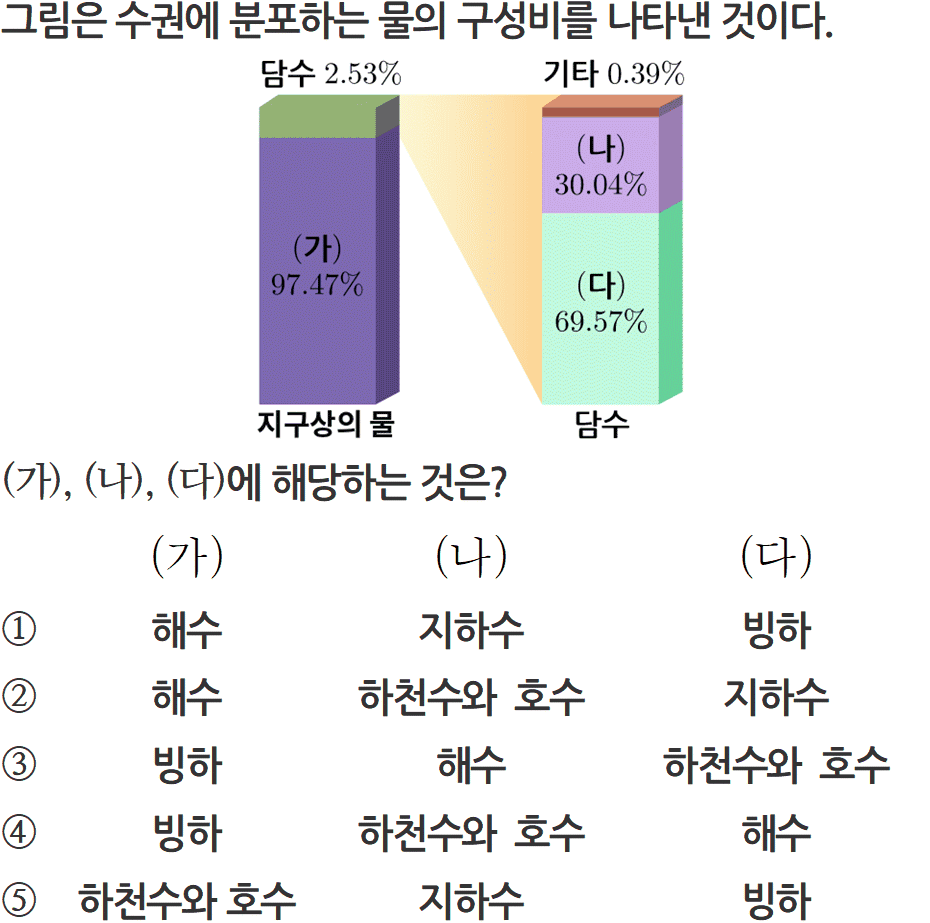 그림은 수권에 분포하는 물의 구성비를 나타낸 것이다.
담수 2.53% 기타 0.39%
(나)
30.04%
(가)
97.47%
(다)
69.57%
지구상의 물 담수
(가), (나), (다)에 해당하는 것은?
(가) (나) (다)
① 해수 지하수 빙하
② 해수 하천수와 호수 지하수
③ 빙하 해수 하천수와 호수
④ 빙하 하천수와 호수 해수
⑤ 하천수와 호수 지하수 빙하